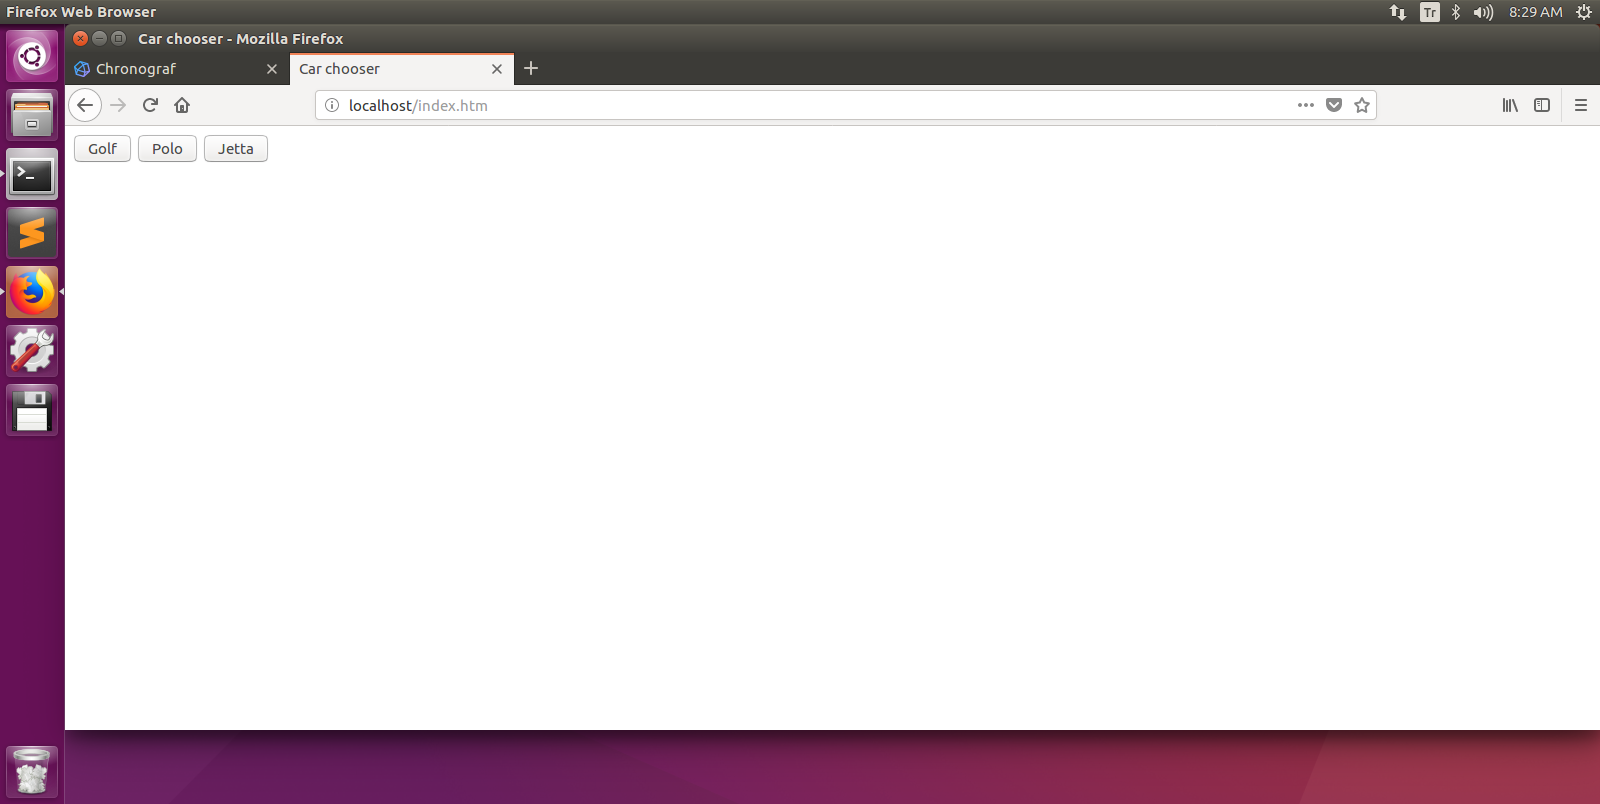 Firefox Web Browser
Tr
8:29 AM
Car chooser - Mozilla Firefox
Chronograf
Car chooser
localhost/index.htm
Golf Polo Jetta